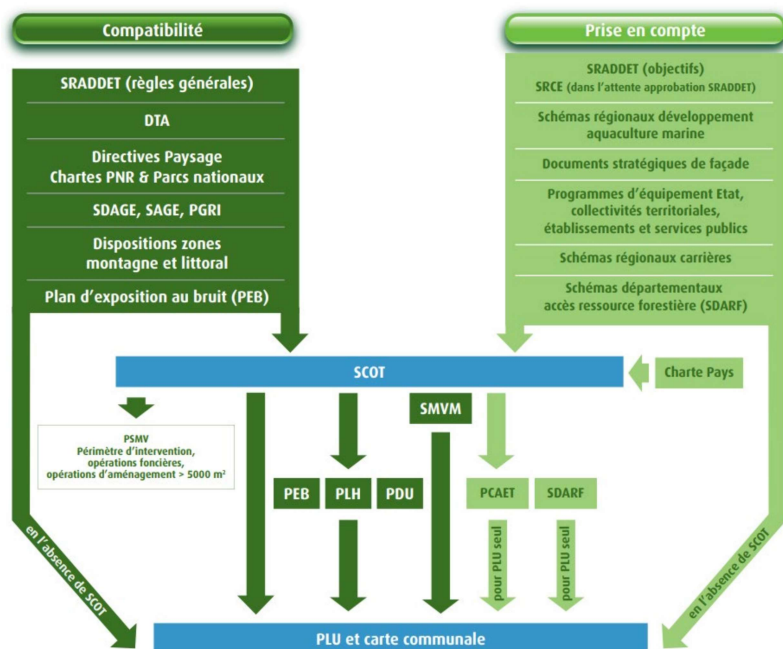 Compatibilité
SRADDET (règles générales)
DTA
Directives Paysage
Chartes PNR & Parcs nationaux
SDAGE, SAGE, PGRI
Dispositions zones
montagne et littoral
Plan d'exposition au bruit (PEB)
Prise en compte
SRADDET (objectifs)
SRCE (dans l'attente approbation SRADDET)
Schémas régionaux développement
aquaculture marine
Documents stratégiques de façade
Programmes d'équipement Etat,
collectivités territoriales,
établissements et services publics
Schémas régionaux carrières
Schémas départementaux
accès ressource forestière (SDARF)
SCOT
Charte Pays
PSMV
Périmètre d'intervention,
opérations foncières,
opérations d'aménagement > 5000 m²
SMVM
PEB
PLH
PDU
PCAET
SDARF
pour PLU seul
pour PLU seul
en l'absence de SCOT
en l'absence de SCOT
PLU et carte communale